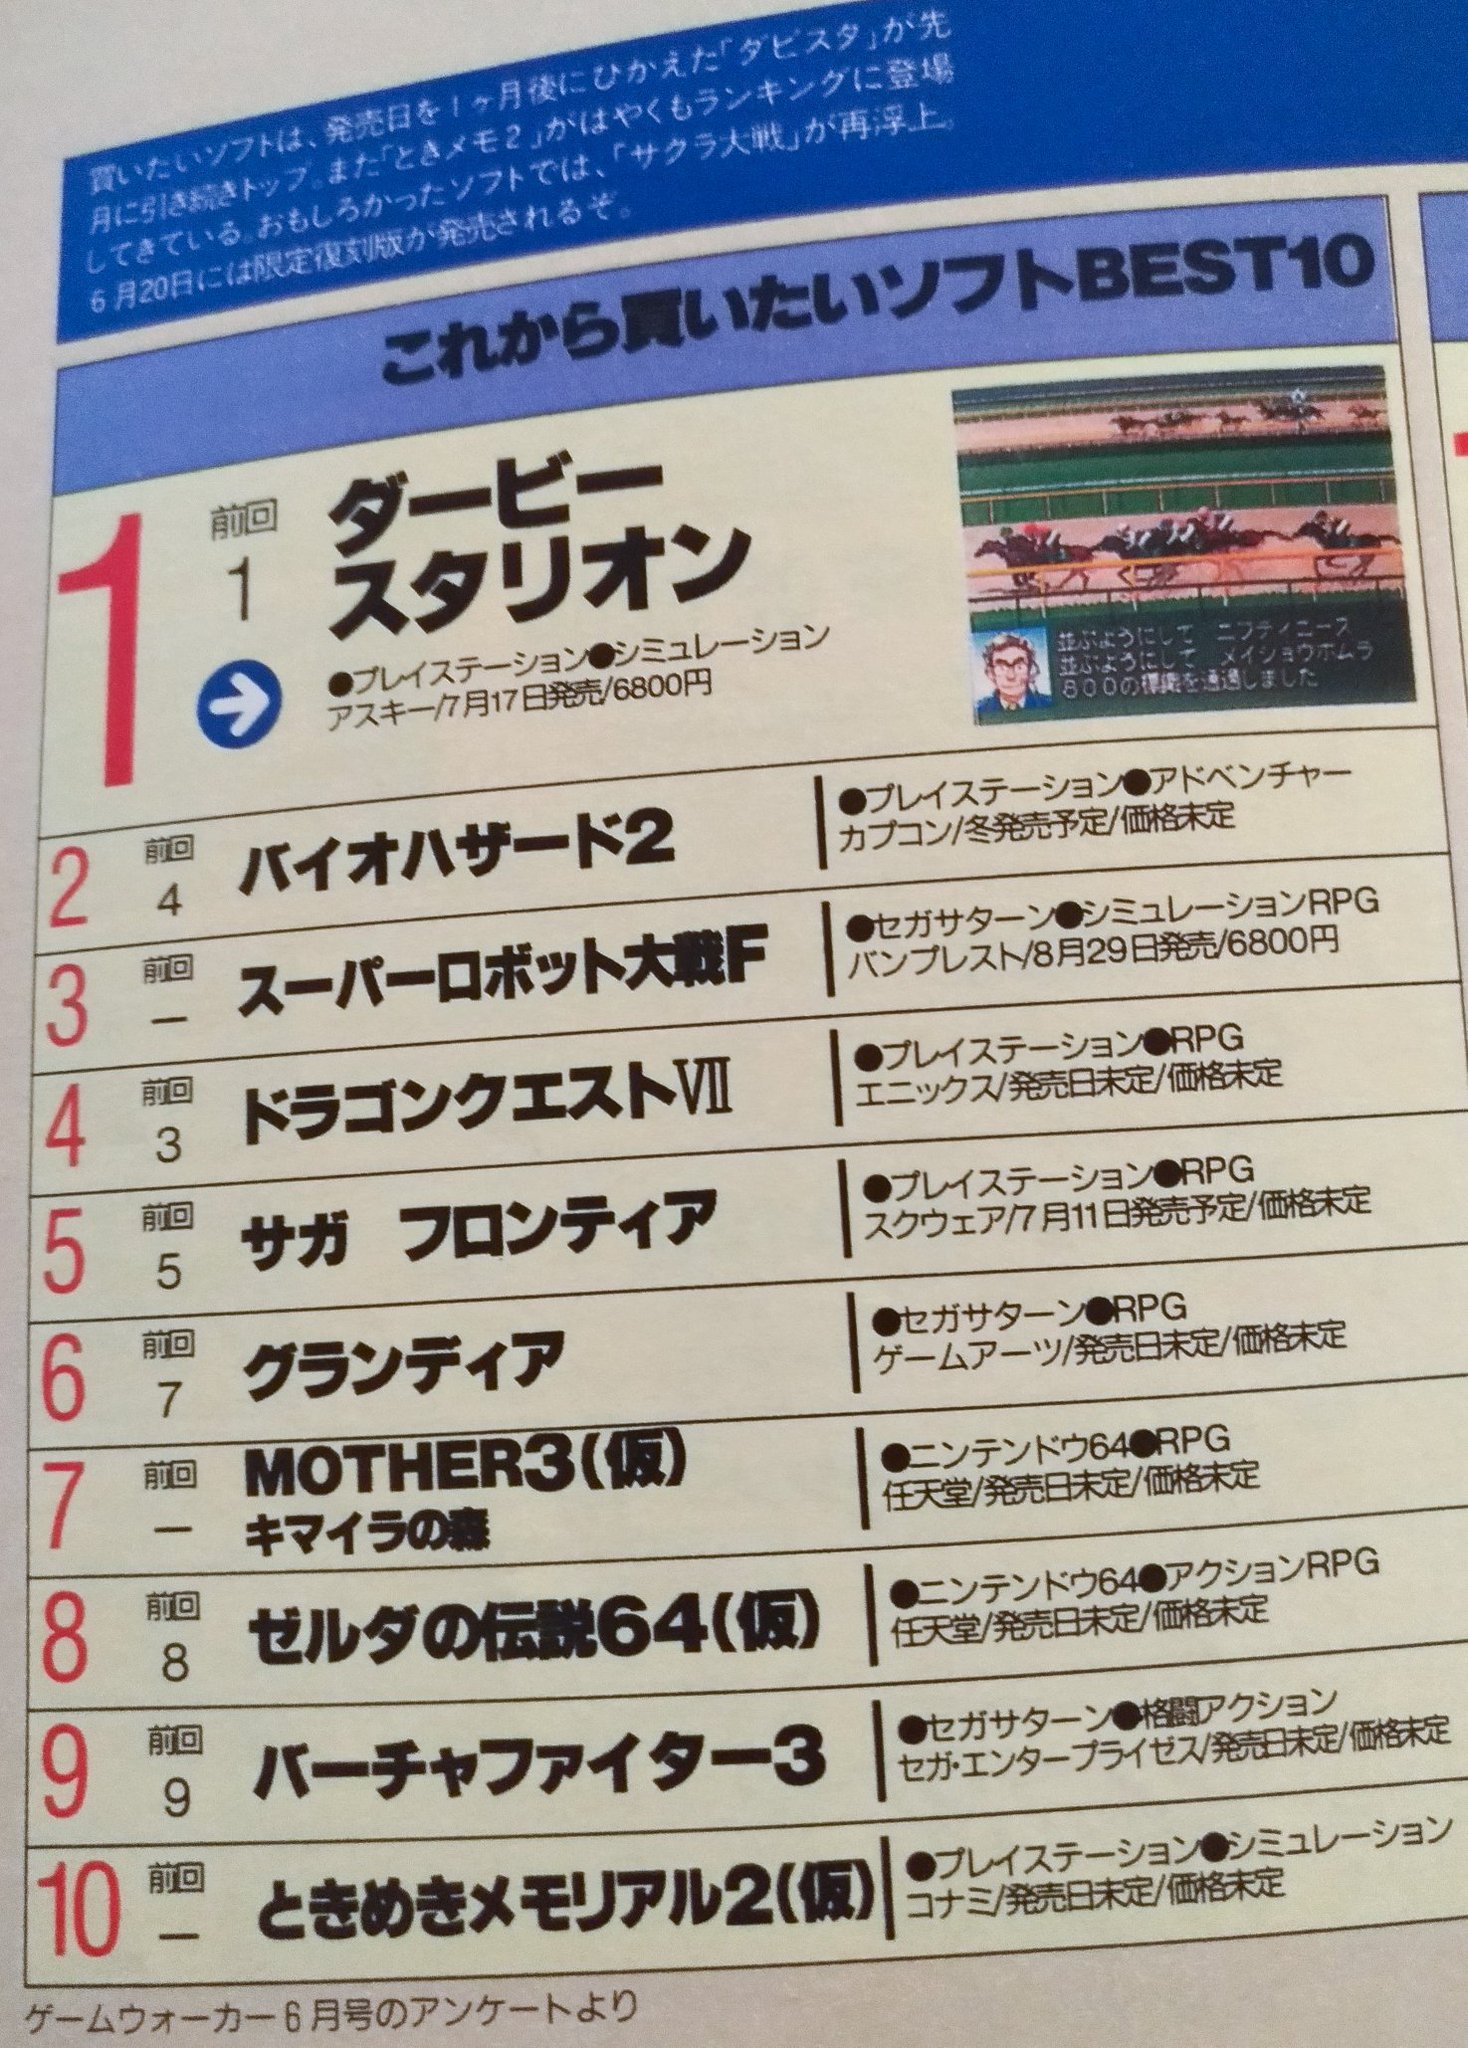 買いたいソフトは、発売日を1ヶ月後にひかえた「ダビスタ」が先
月に引き続きトップ。また「ときメモ2」がはやくもランキングに登場
してきている。おもしろかったソフトでは、「サクラ大戦」が再浮上。
6月20日には限定復刻版が発売されるぞ。
これから買いたいソフトBEST10
1
前回
1
ダービー
スタリオン
●プレイステーション●シミュレーション
アスキー/7月17日発売/6800円
並ぶようにして ニフティニース
並ぶようにして メイショウホムラ
800の標識を通過しました
2
前回
4
バイオハザード2
●プレイステーション●アドベンチャー
カプコン/冬発売予定/価格未定
3
前回
ー
スーパーロボット大戦F
●セガサターン●シミュレーションRPG
バンプレスト/8月29日発売/6800円
4
前回
3
ドラゴンクエストⅦ
●プレイステーション●RPG
エニックス/発売日未定/価格未定
5
前回
5
サガ フロンティア
●プレイステーション●RPG
スクウェア/7月11日発売予定/価格未定
6
前回
7
グランディア
●セガサターン●RPG
ゲームアーツ/発売日未定/価格未定
7
前回
ー
MOTHER3(仮)
キマイラの森
●ニンテンドウ64●RPG
任天堂/発売日未定/価格未定
8
前回
8
ゼルダの伝説64(仮)
●ニンテンドウ64●アクションRPG
任天堂/発売日未定/価格未定
9
前回
9
バーチャファイター3
●セガサターン●格闘アクション
セガ・エンタープライゼス/発売日未定/価格未定
10
前回
ー
ときめきメモリアル2(仮)
●プレイステーション●シミュレーション
コナミ/発売日未定/価格未定
ゲームウォーカー6月号のアンケートより